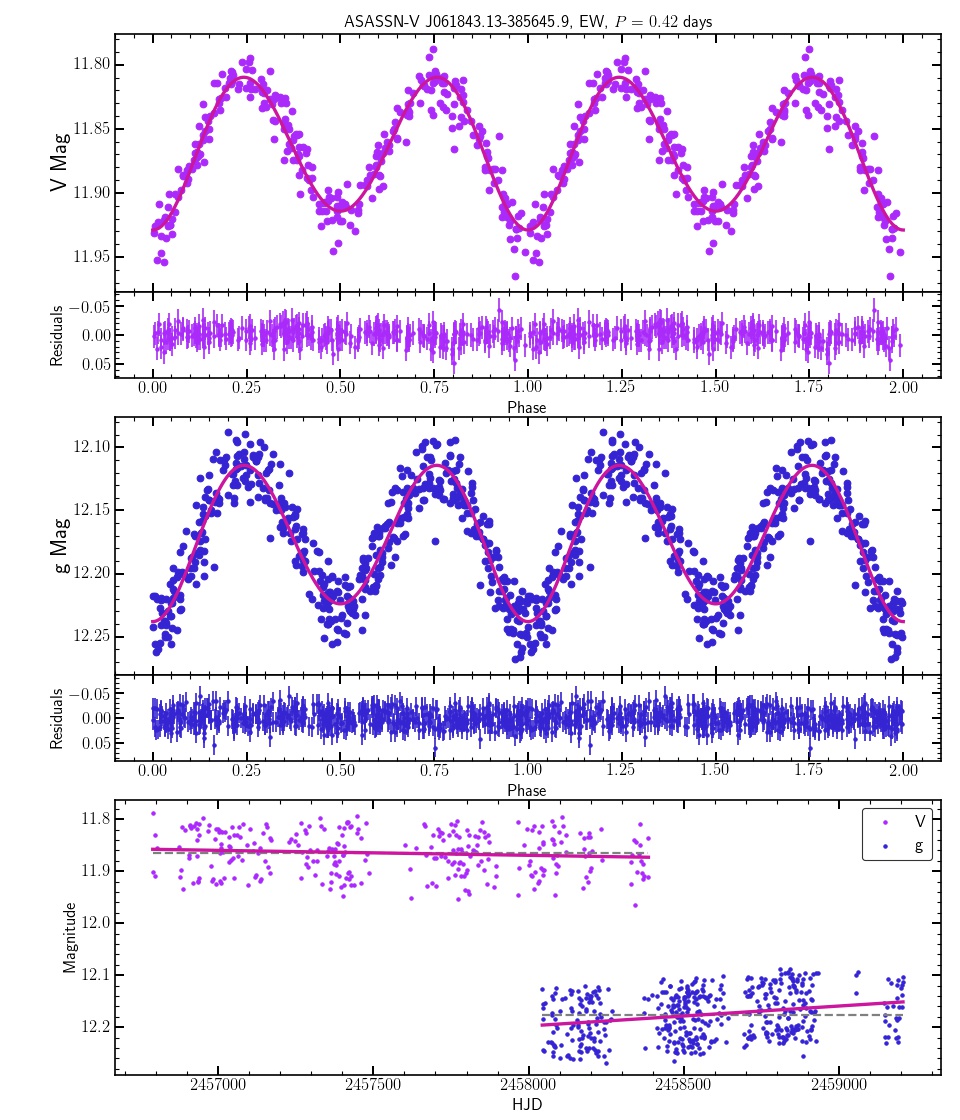 ASASSN-V J061843.13-385645.9, EW, P = 0.42 days
11.80
11.85
11.90
11.95
V Mag
−0.05
0.00
0.05
Residuals
0.00 0.25 0.50 0.75 1.00 1.25 1.50 1.75 2.00
Phase
12.10
12.15
12.20
12.25
g Mag
−0.05
0.00
0.05
Residuals
0.00 0.25 0.50 0.75 1.00 1.25 1.50 1.75 2.00
Phase
11.8
11.9
12.0
12.1
12.2
Magnitude
V
g
2457000 2457500 2458000 2458500 2459000
HJD